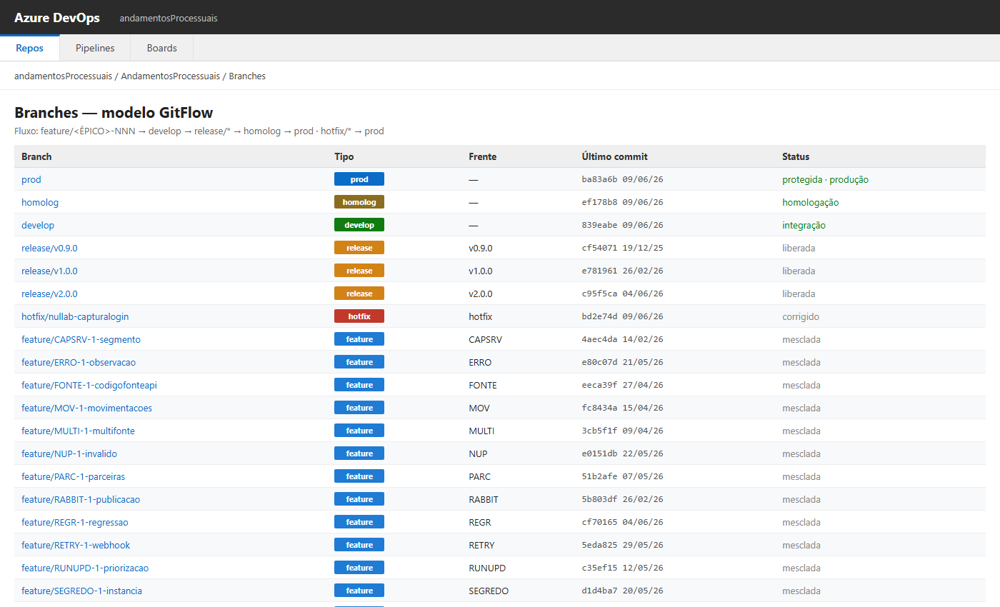 Azure DevOps andamentosProcessuais
Repos Pipelines Boards
andamentosProcessuais / AndamentosProcessuais / Branches
Branches — modelo GitFlow
Fluxo: feature/<ÉPICO>-NNN → develop → release/* → homolog → prod · hotfix/* → prod
Branch Tipo Frente Último commit Status
prod prod — ba83a6b 09/06/26 protegida · produção
homolog homolog — ef178b8 09/06/26 homologação
develop develop — 839eabe 09/06/26 integração
release/v0.9.0 release v0.9.0 cf54071 19/12/25 liberada
release/v1.0.0 release v1.0.0 e781961 26/02/26 liberada
release/v2.0.0 release v2.0.0 c95f5ca 04/06/26 liberada
hotfix/nullab-capturalogin hotfix hotfix bd2e74d 09/06/26 corrigido
feature/CAPSRV-1-segmento feature CAPSRV 4aec4da 14/02/26 mesclada
feature/ERRO-1-observacao feature ERRO e80c07d 21/05/26 mesclada
feature/FONTE-1-codigofonteapi feature FONTE eeca39f 27/04/26 mesclada
feature/MOV-1-movimentacoes feature MOV fc8434a 15/04/26 mesclada
feature/MULTI-1-multifonte feature MULTI 3cb5f1f 09/04/26 mesclada
feature/NUP-1-invalido feature NUP e0151db 22/05/26 mesclada
feature/PARC-1-parceiras feature PARC 51b2afe 07/05/26 mesclada
feature/RABBIT-1-publicacao feature RABBIT 5b803df 26/02/26 mesclada
feature/REGR-1-regressao feature REGR cf70165 04/06/26 mesclada
feature/RETRY-1-webhook feature RETRY 5eda825 29/05/26 mesclada
feature/RUNUPD-1-priorizacao feature RUNUPD c35ef15 12/05/26 mesclada
feature/SEGREDO-1-instancia feature SEGREDO d1d4ba7 20/05/26 mesclada